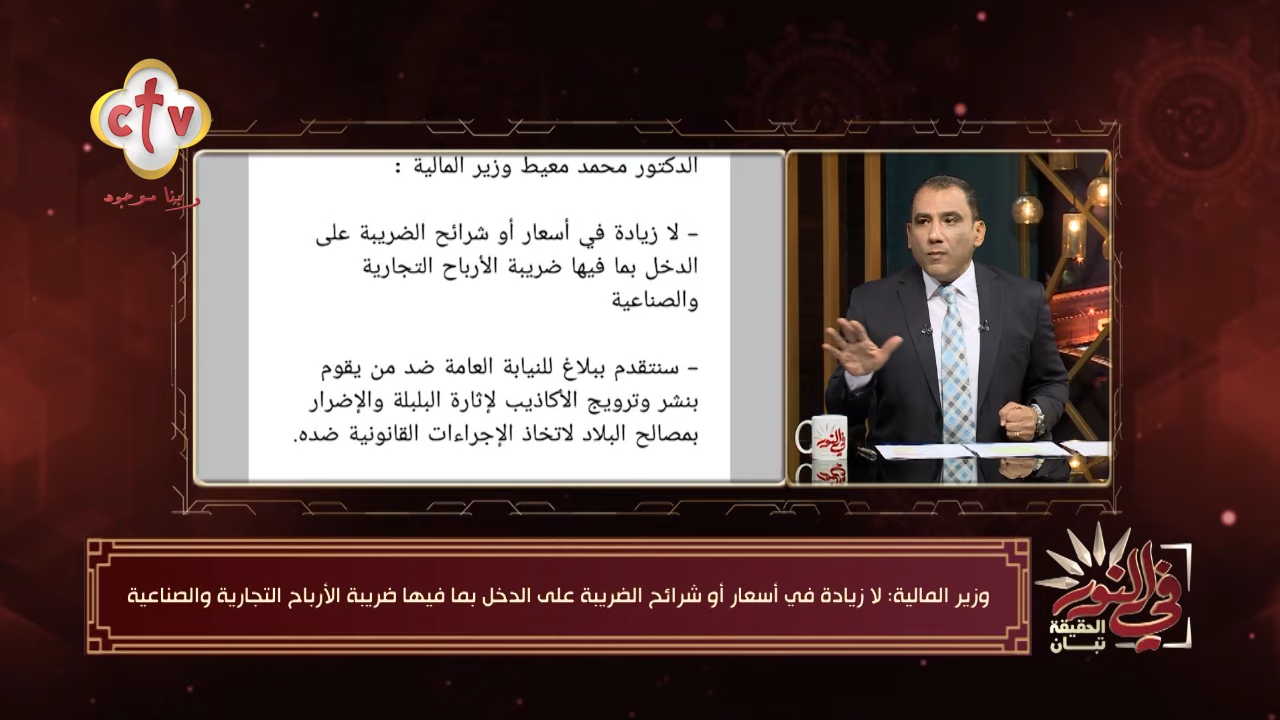 ctv
ربنا موجود
الدكتور محمد معيط وزير المالية :
- لا زيادة في أسعار أو شرائح الضريبة على
الدخل بما فيها ضريبة الأرباح التجارية
والصناعية
- سنتقدم ببلاغ للنيابة العامة ضد من يقوم
بنشر وترويج الأكاذيب لإثارة البلبلة والإضرار
بمصالح البلاد لاتخاذ الإجراءات القانونية ضده.
في النور
وزير المالية: لا زيادة في أسعار أو شرائح الضريبة على الدخل بما فيها ضريبة الأرباح التجارية والصناعية
في النور
الحقيقة
تبان